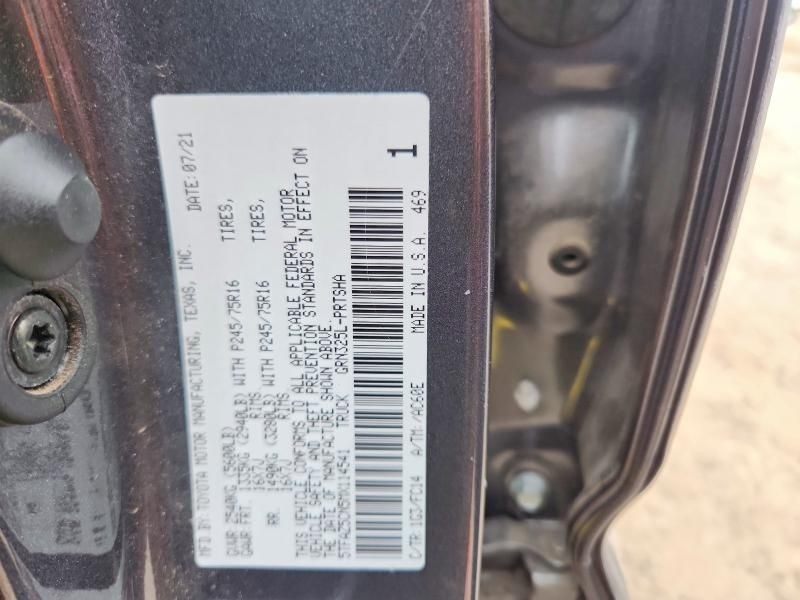 MFD BY TOYOTA MOTOR MANUFACTURING, TEXAS, INC. DATE: 07/21
GVWR 2540KG (5600LB)
GAWR FRT. 1335KG (2940LB) WITH P245/75R16 TIRES,
16X7J RIMS
RR. 1490KG (3280LB) WITH P245/75R16 TIRES,
16X7J RIMS
THIS VEHICLE CONFORMS TO ALL APPLICABLE FEDERAL MOTOR
VEHICLE SAFETY AND THEFT PREVENTION STANDARDS IN EFFECT ON
THE DATE OF MANUFACTURE SHOWN ABOVE.
5TFAZ5CN5MX114541 TRUCK GRN325L-PRTSHA
C/TR: 1G3/FC14 A/TM: /AC60E MADE IN U.S.A. 469
1